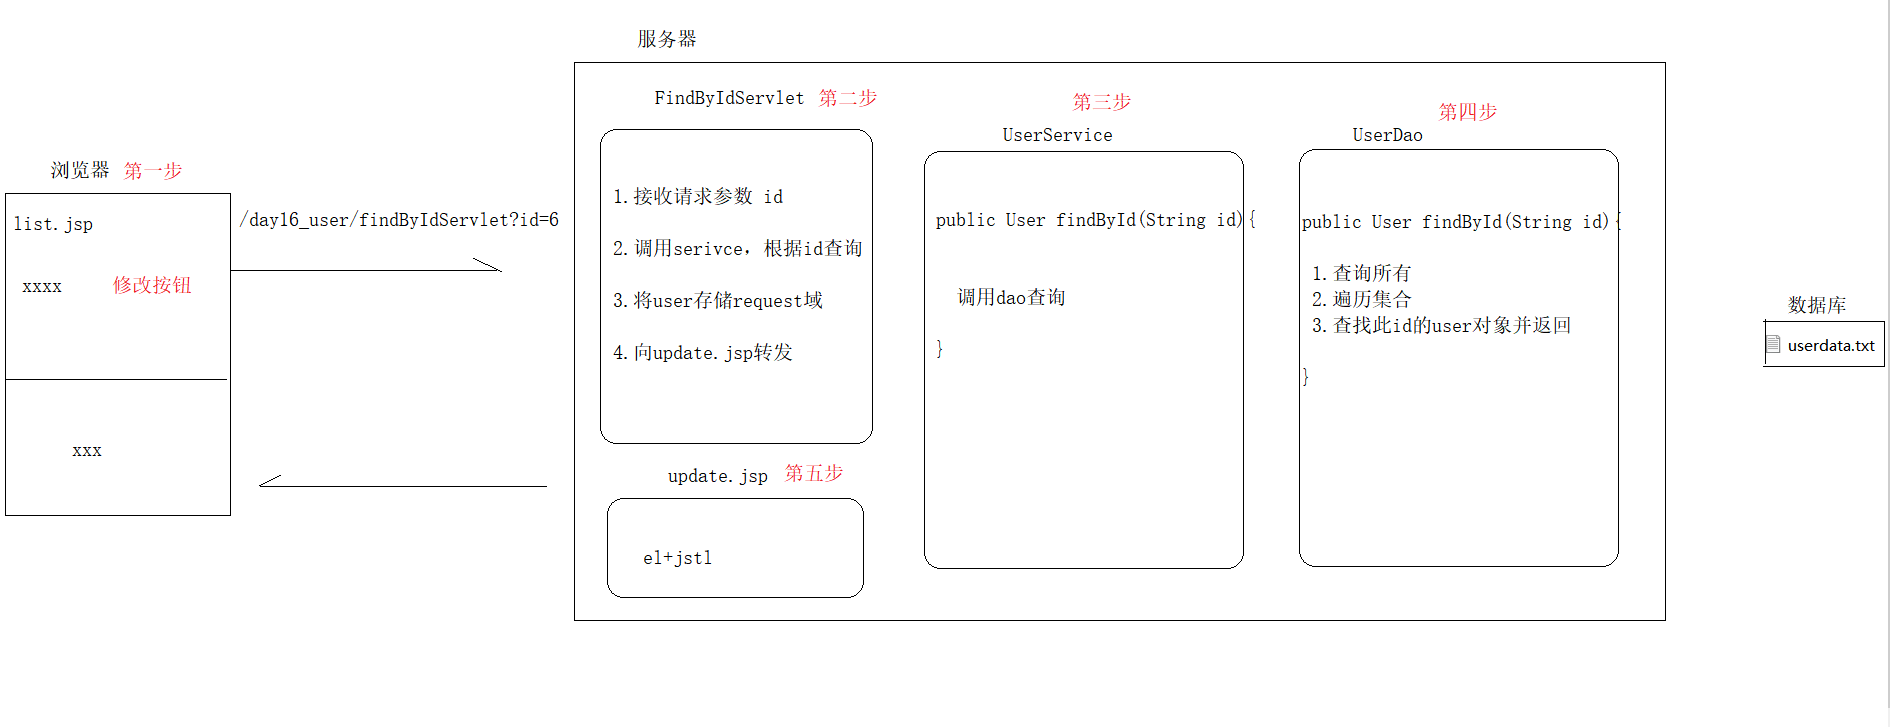 服务器
浏览器 第一步
list.jsp
xxxx 修改按钮
xxx
/day16_user/findByIdServlet?id=6
FindByIdServlet 第二步
1.接收请求参数 id
2.调用serivce，根据id查询
3.将user存储request域
4.向update.jsp转发
update.jsp 第五步
el+jstl
第三步
UserService
public User findById(String id){
调用dao查询
}
第四步
UserDao
public User findById(String id){
1.查询所有
2.遍历集合
3.查找此id的user对象并返回
}
数据库
userdata.txt